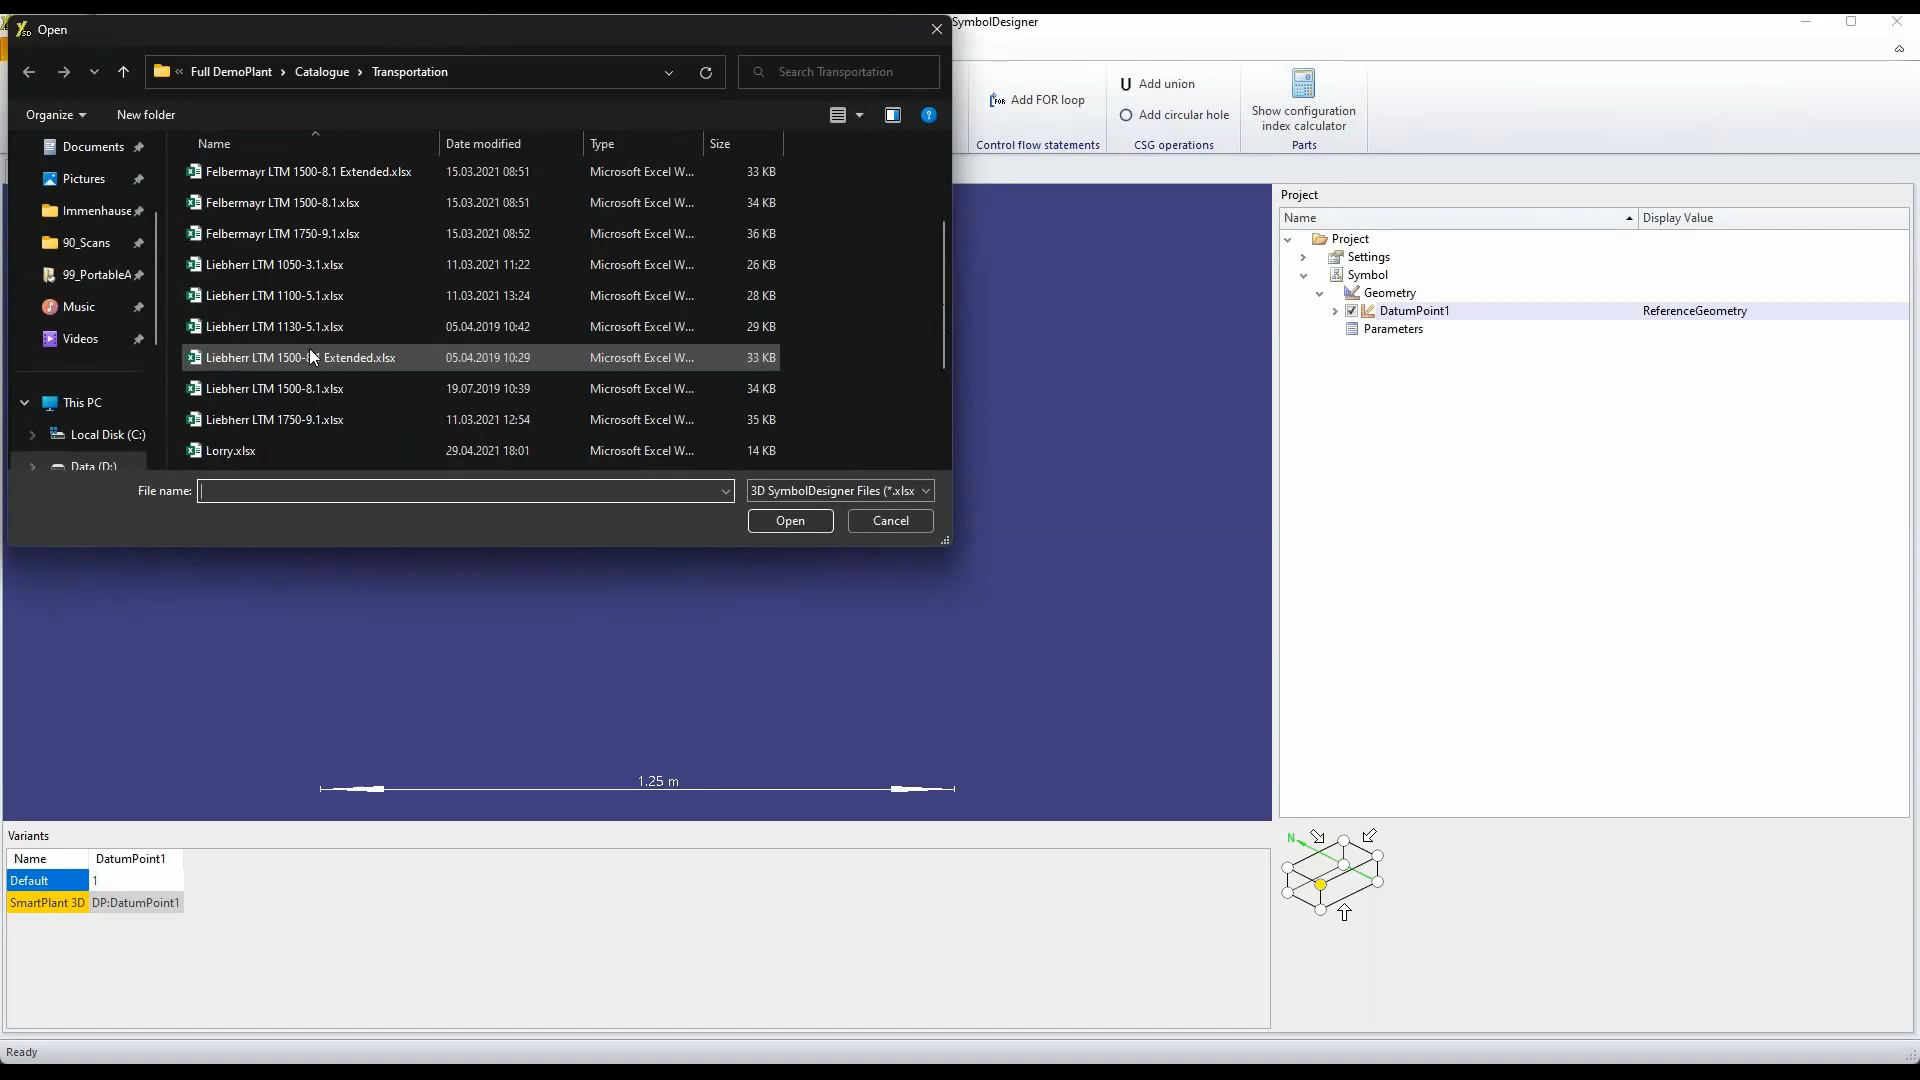 Open
SymbolDesigner
« Full DemoPlant › Catalogue › Transportation
Search Transportation
Organize
New folder
Name
Date modified
Type
Size
Documents
Pictures
Immenhause
90_Scans
99_PortableA
Music
Videos
This PC
Local Disk (C:)
Data (D:)
Felbermayr LTM 1500-8.1 Extended.xlsx 15.03.2021 08:51 Microsoft Excel W... 33 KB
Felbermayr LTM 1500-8.1.xlsx 15.03.2021 08:51 Microsoft Excel W... 34 KB
Felbermayr LTM 1750-9.1.xlsx 15.03.2021 08:52 Microsoft Excel W... 36 KB
Liebherr LTM 1050-3.1.xlsx 11.03.2021 11:22 Microsoft Excel W... 26 KB
Liebherr LTM 1100-5.1.xlsx 11.03.2021 13:24 Microsoft Excel W... 28 KB
Liebherr LTM 1130-5.1.xlsx 05.04.2019 10:42 Microsoft Excel W... 29 KB
Liebherr LTM Extended.xlsx 05.04.2019 10:29 Microsoft Excel W... 33 KB
Liebherr LTM 1500-8.1.xlsx 19.07.2019 10:39 Microsoft Excel W... 34 KB
Liebherr LTM 1750-9.1.xlsx 11.03.2021 12:54 Microsoft Excel W... 35 KB
Lorry.xlsx 29.04.2021 18:01 Microsoft Excel W... 14 KB
File name:
3D SymbolDesigner Files (*.xlsx
Open
Cancel
FOR Add FOR loop
Control flow statements
Add union
Add circular hole
CSG operations
Show configuration
index calculator
Parts
Project
Name
Display Value
Project
Settings
Symbol
Geometry
DatumPoint1 ReferenceGeometry
Parameters
1.25 m
Variants
Name DatumPoint1
Default 1
SmartPlant 3D DP:DatumPoint1
N
Ready